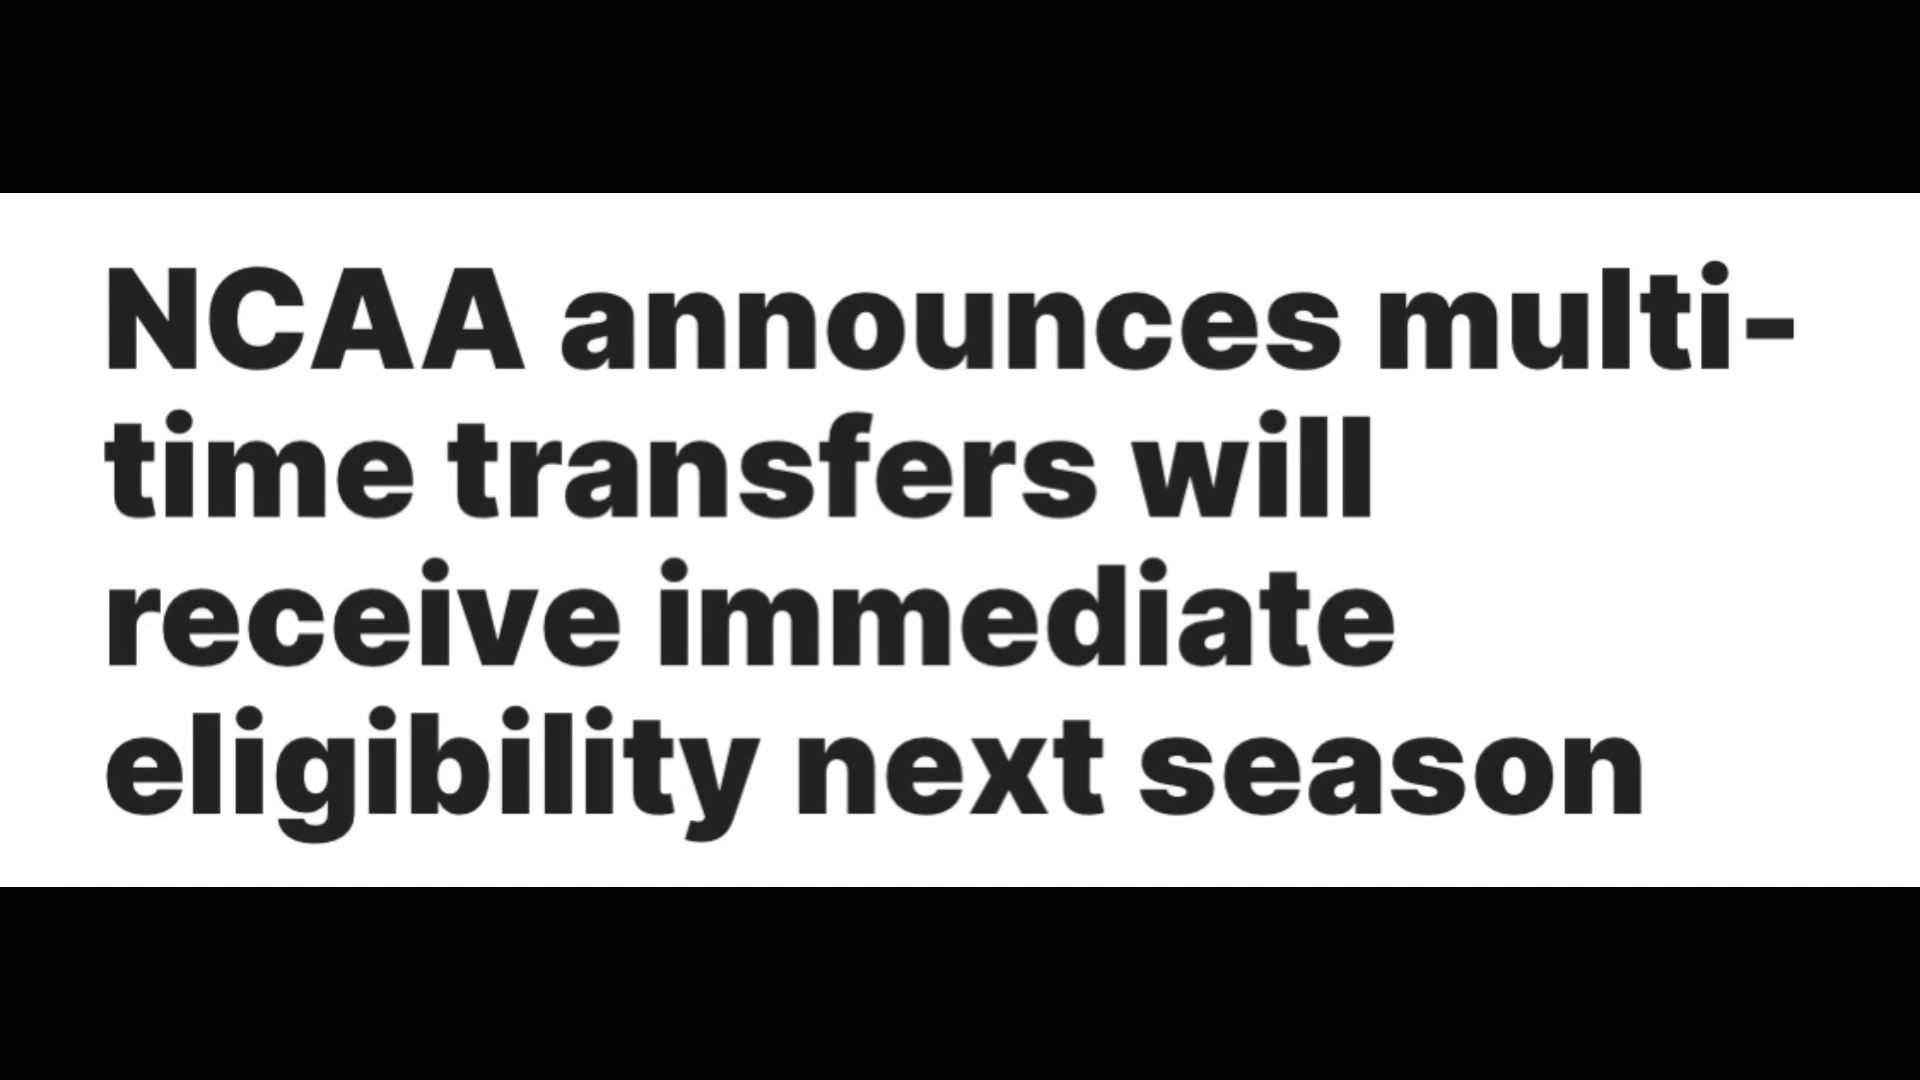 NCAA announces multi-
time transfers will
receive immediate
eligibility next season